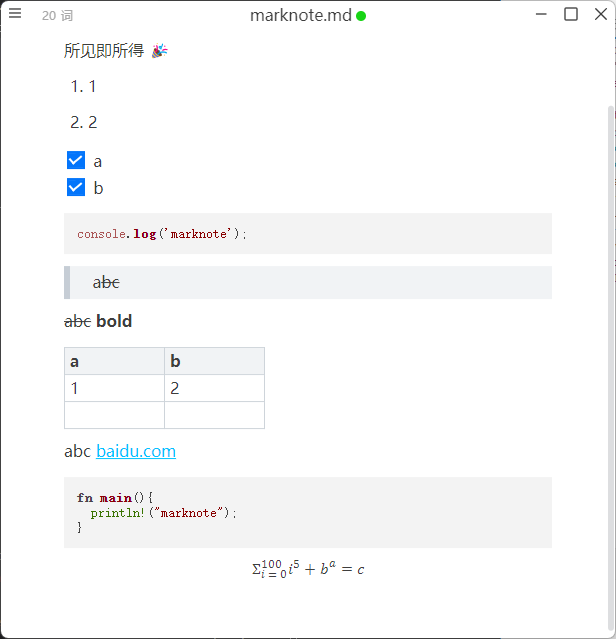 20 词
marknote.md
所见即所得 🎉
1. 1
2. 2
a
b
console.log('marknote');
abc
abc bold
a b
1 2
abc baidu.com
fn main(){
println!("marknote");
}
Σ_{i=0}^{100} i^5 + b^a = c